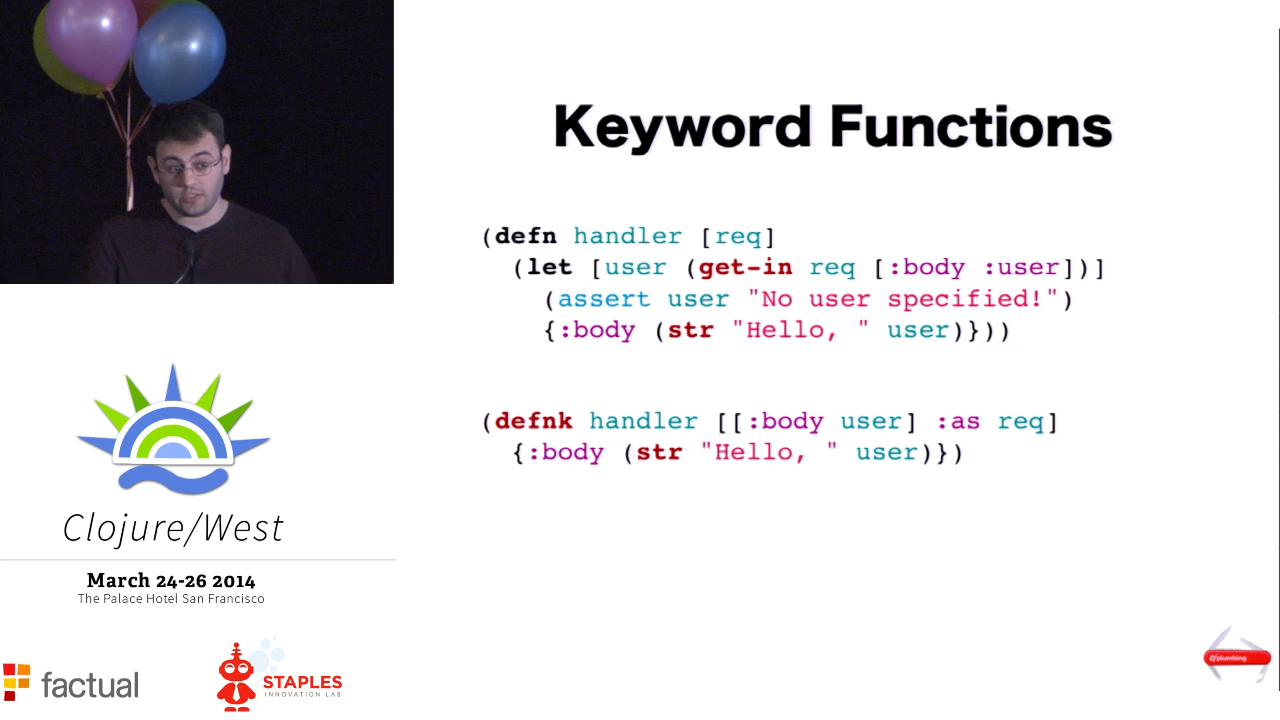 Keyword Functions
(defn handler [req]
(let [user (get-in req [:body :user])]
(assert user "No user specified!")
{:body (str "Hello, " user)}))
(defnk handler [[:body user] :as req]
{:body (str "Hello, " user)})
Clojure/West
March 24-26 2014
The Palace Hotel San Francisco
factual
STAPLES
INNOVATION LAB
plumbing